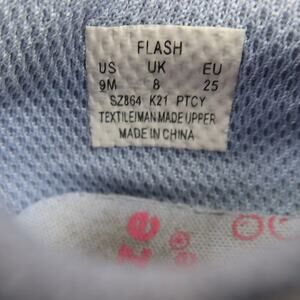 FLASH
US UK EU
9M 8 25
SZ864 K21 PTCY
TEXTILE/MAN MADE UPPER
MADE IN CHINA